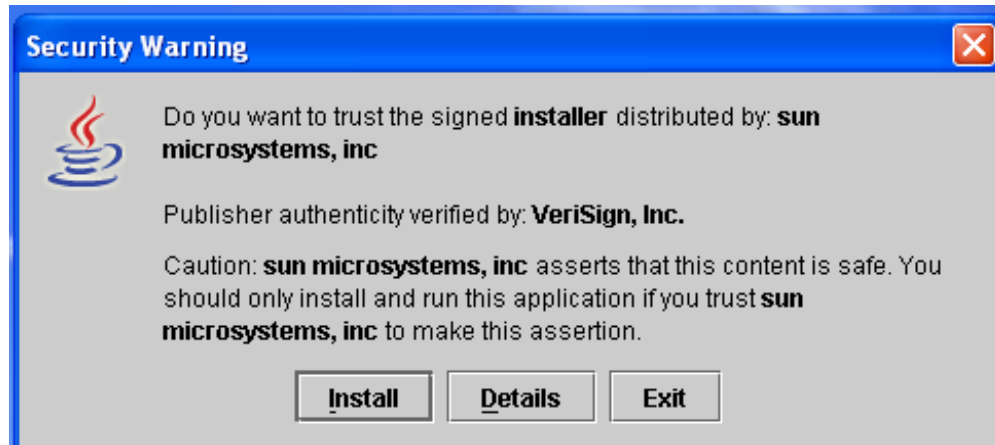 Security Warning
Do you want to trust the signed installer distributed by: sun
microsystems, inc
Publisher authenticity verified by: VeriSign, Inc.
Caution: sun microsystems, inc asserts that this content is safe. You
should only install and run this application if you trust sun
microsystems, inc to make this assertion.
Install Details Exit